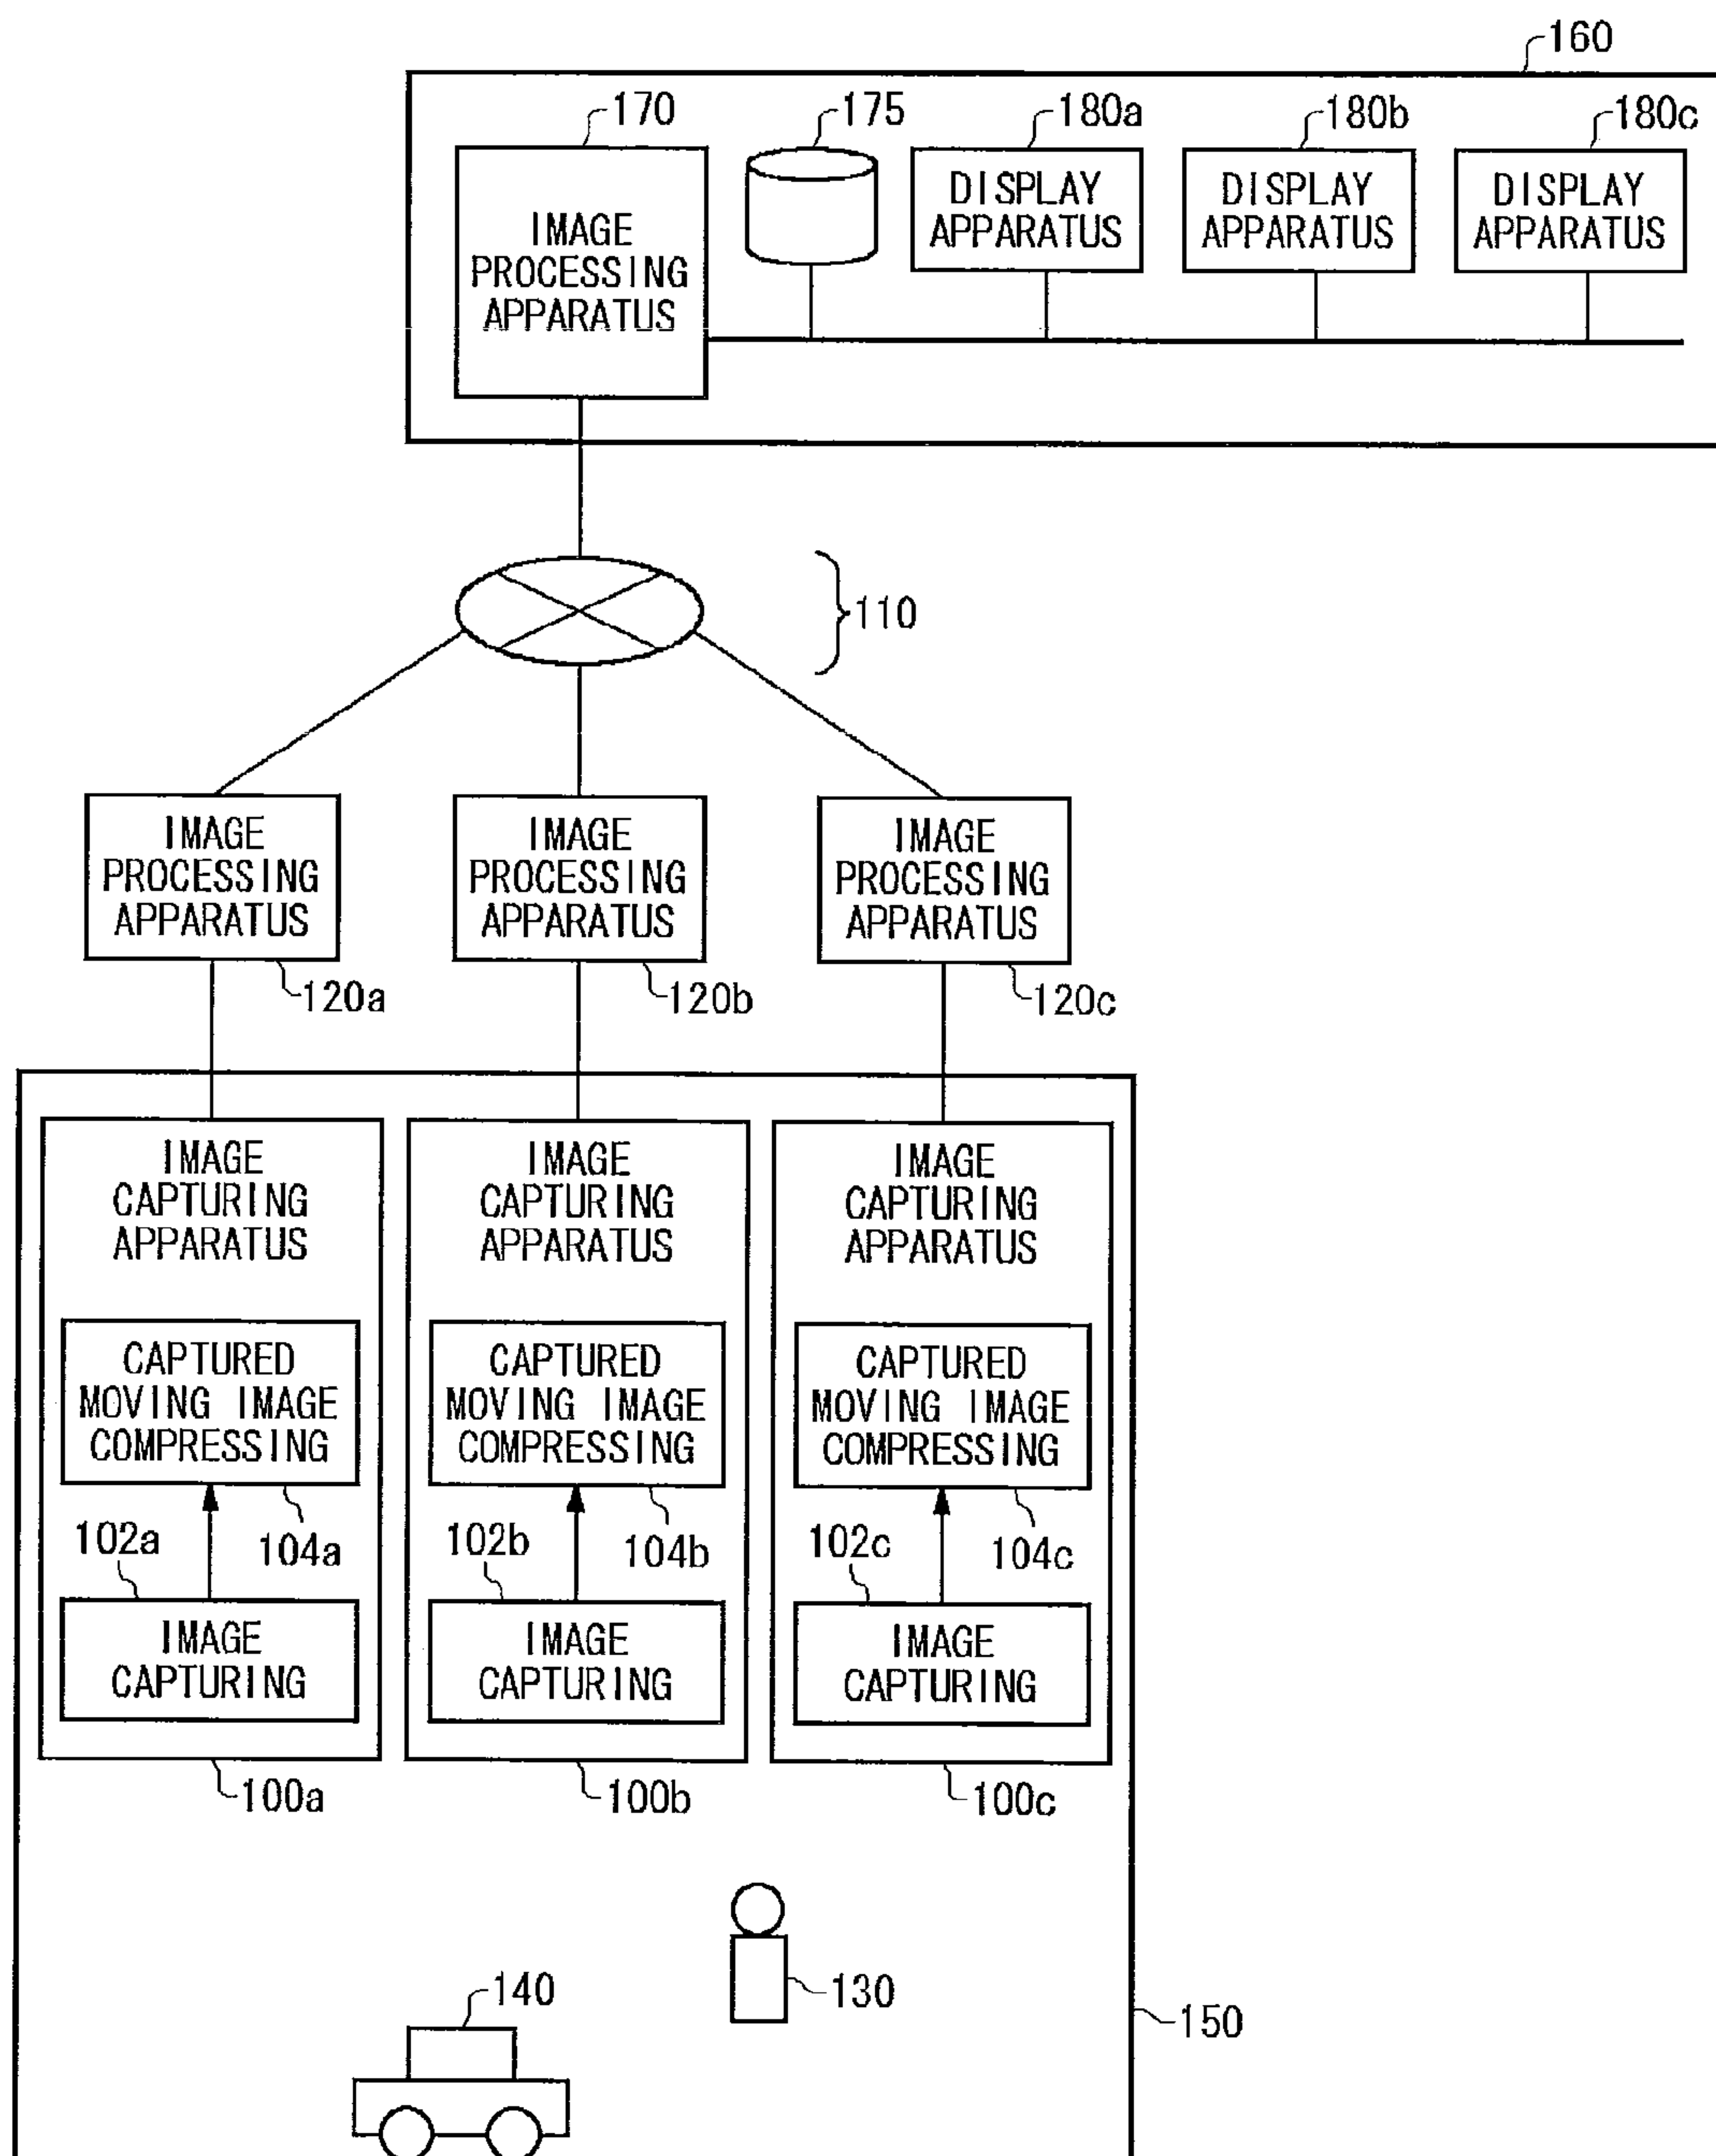 160
170
175
180a
180b
180c
IMAGE
PROCESSING
APPARATUS
DISPLAY
APPARATUS
DISPLAY
APPARATUS
DISPLAY
APPARATUS
110
IMAGE
PROCESSING
APPARATUS
IMAGE
PROCESSING
APPARATUS
IMAGE
PROCESSING
APPARATUS
120a
120b
120c
IMAGE
CAPTURING
APPARATUS
CAPTURED
MOVING IMAGE
COMPRESSING
102a
104a
IMAGE
CAPTURING
100a
IMAGE
CAPTURING
APPARATUS
CAPTURED
MOVING IMAGE
COMPRESSING
102b
104b
IMAGE
CAPTURING
100b
IMAGE
CAPTURING
APPARATUS
CAPTURED
MOVING IMAGE
COMPRESSING
102c
104c
IMAGE
CAPTURING
100c
130
140
150